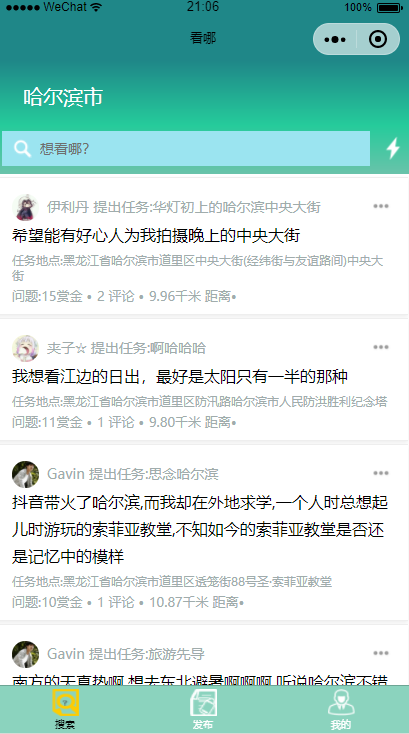 WeChat
21:06
100%
看哪
哈尔滨市
想看哪?
伊利丹 提出任务:华灯初上的哈尔滨中央大街
希望能有好心人为我拍摄晚上的中央大街
任务地点:黑龙江省哈尔滨市道里区中央大街(经纬街与友谊路间)中央大
街
问题:15赏金 • 2 评论 • 9.96千米 距离•
夹子☆ 提出任务:啊哈哈哈
我想看江边的日出，最好是太阳只有一半的那种
任务地点:黑龙江省哈尔滨市道里区防汛路哈尔滨市人民防洪胜利纪念塔
问题:11赏金 • 1 评论 • 9.80千米 距离•
Gavin 提出任务:思念哈尔滨
抖音带火了哈尔滨,而我却在外地求学,一个人时总想起
儿时游玩的索菲亚教堂,不知如今的索菲亚教堂是否还
是记忆中的模样
任务地点:黑龙江省哈尔滨市道里区透笼街88号圣·索菲亚教堂
问题:10赏金 • 1 评论 • 10.87千米 距离•
Gavin 提出任务:旅游先导
南方的天真热啊,想去东北避暑啊啊啊,听说哈尔滨不错
搜索
发布
我的